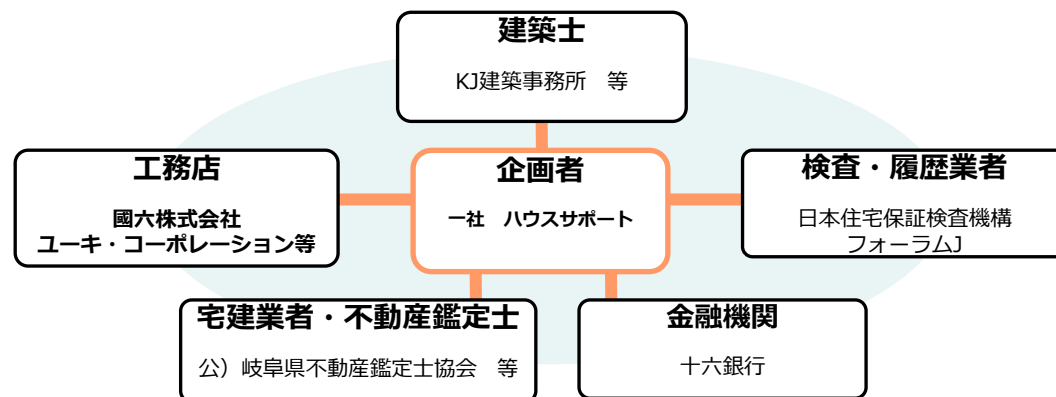 建築士
KJ建築事務所　等
工務店
國六株式会社
ユーキ・コーポレーション等
企画者
一社　ハウスサポート
検査・履歴業者
日本住宅保証検査機構
フォーラムJ
宅建業者・不動産鑑定士
公）岐阜県不動産鑑定士協会　等
金融機関
十六銀行